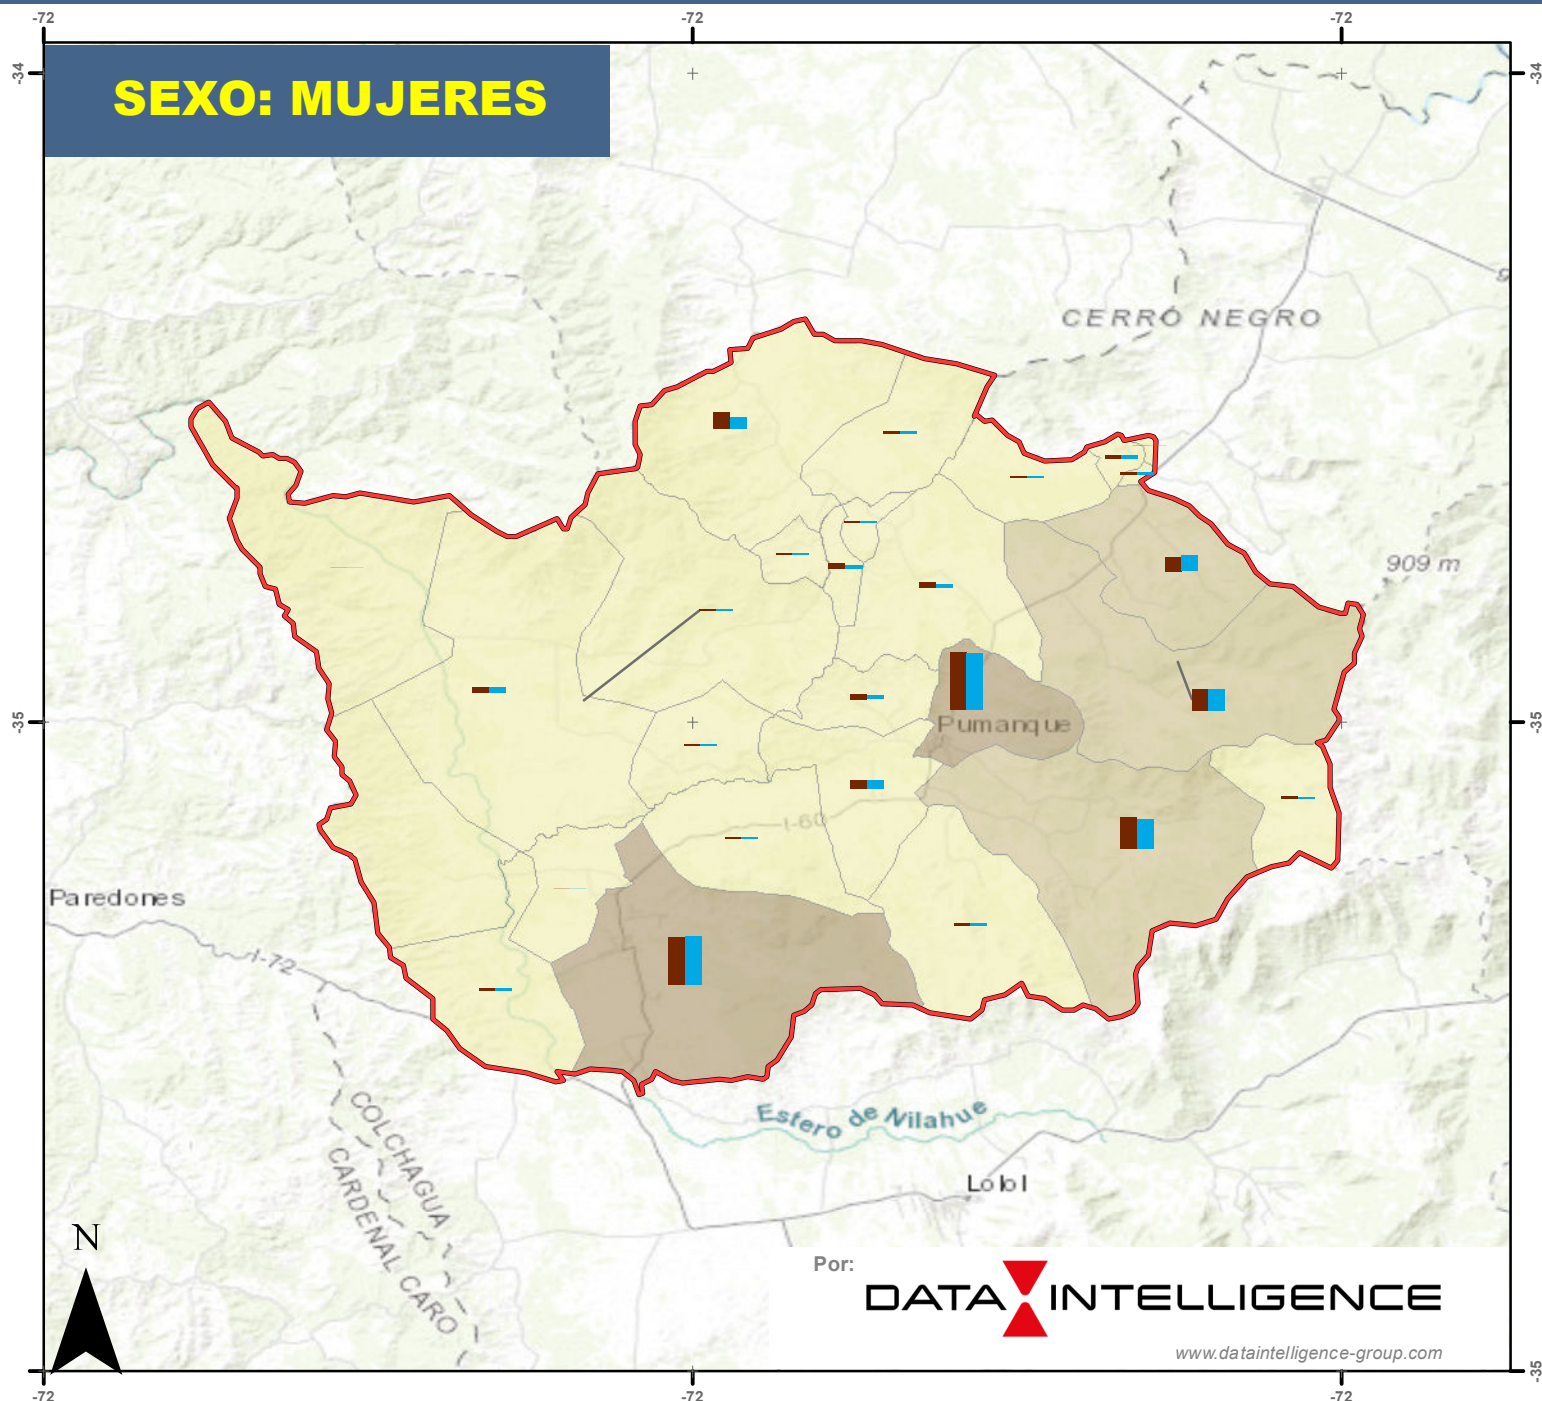 -72 -72 -72
-34 -34
SEXO: MUJERES
CERRO NEGRO
909 m
-35 -35
Pumanque
I-60
Paredones
I-72
Estero de Nilahue
COLCHAGUA
CARDENAL CARO
Lolol
N
Por:
DATA INTELLIGENCE
www.dataintelligence-group.com
-35
-72 -72 -72